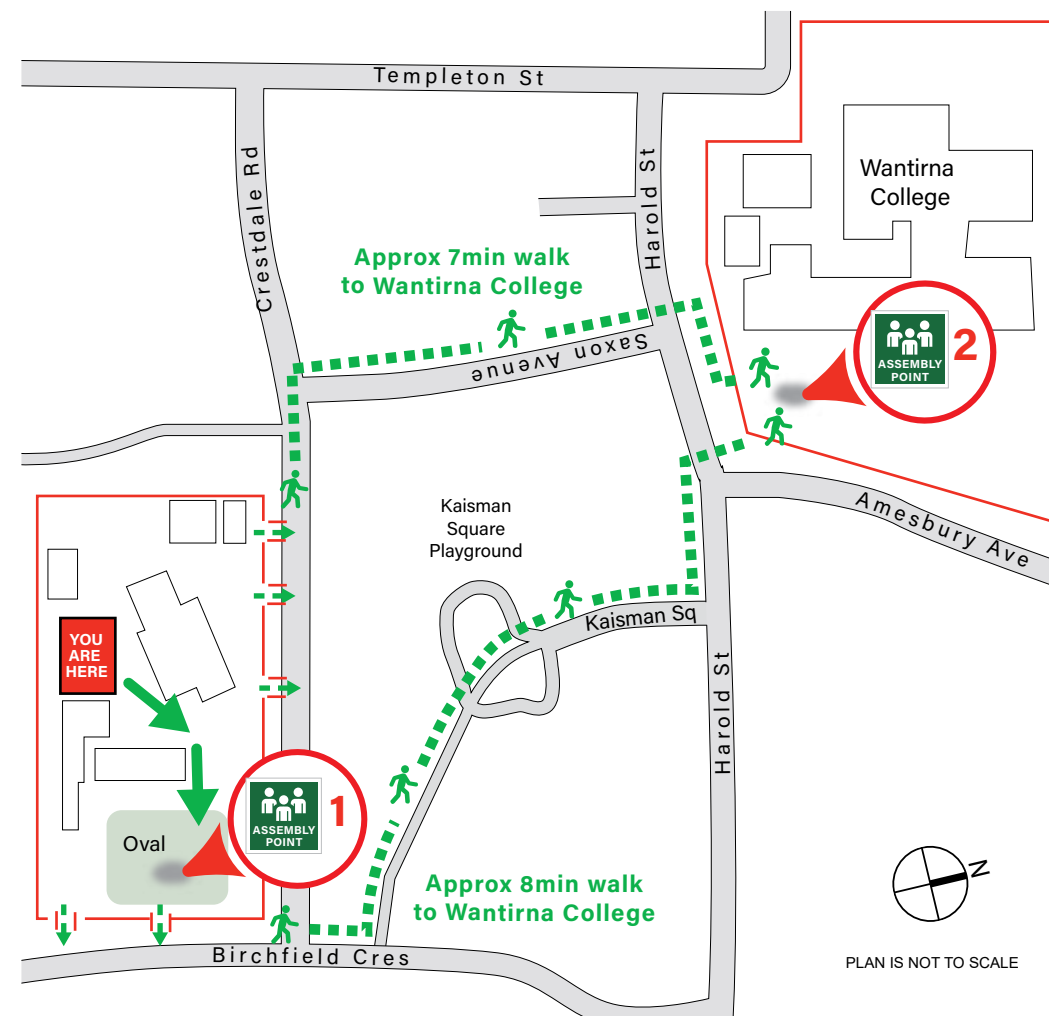 Templeton St
Crestdale Rd
Harold St
Wantirna
College
Approx 7min walk
to Wantirna College
Saxon Avenue
ASSEMBLY
POINT
2
Kaisman
Square
Playground
Amesbury Ave
YOU
ARE
HERE
Kaisman Sq
Harold St
ASSEMBLY
POINT
1
Oval
Approx 8min walk
to Wantirna College
N
Birchfield Cres
PLAN IS NOT TO SCALE